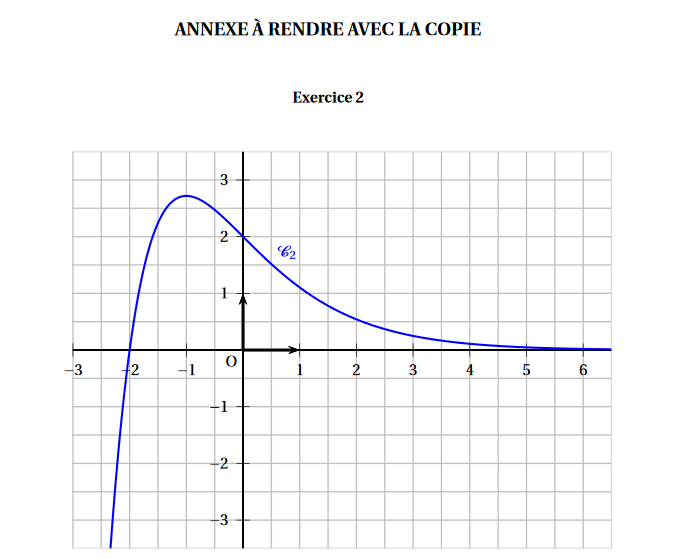 ANNEXE À RENDRE AVEC LA COPIE
Exercice 2
3
2
𝒞2
1
O
−3 −2 −1 1 2 3 4 5 6
−1
−2
−3